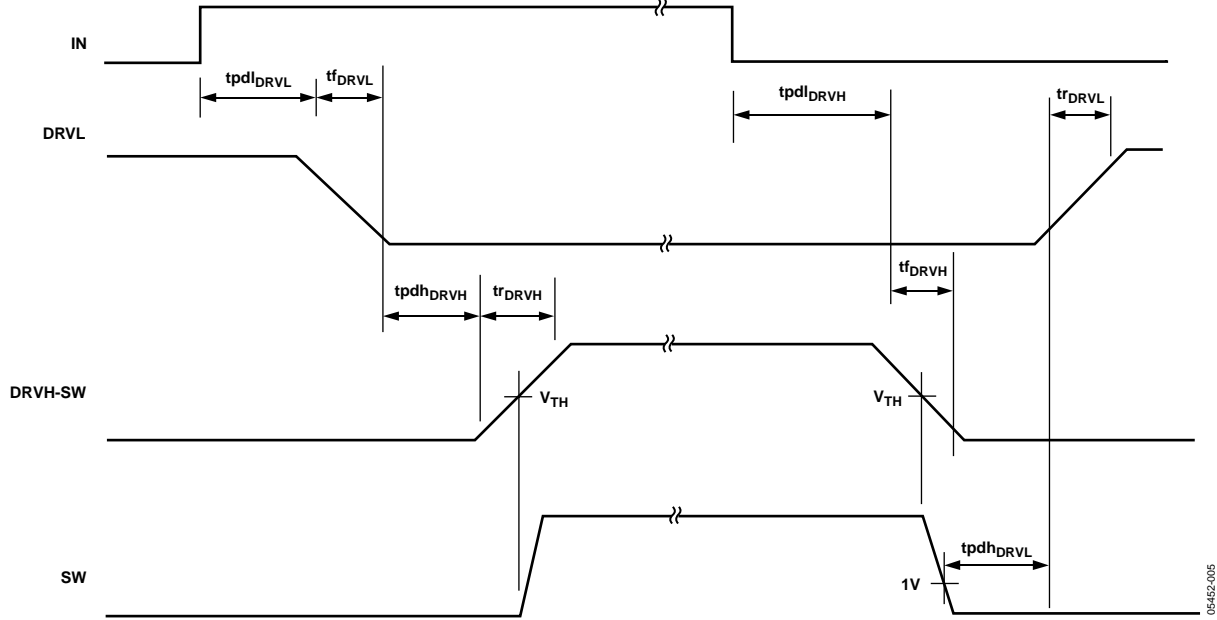 IN
tpdlDRVL
tfDRVL
tpdlDRVH
trDRVL
DRVL
tfDRVH
tpdhDRVH
trDRVH
DRVH-SW
VTH
VTH
SW
1V
tpdhDRVL
05452-005